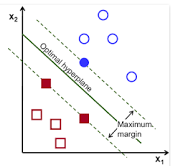 x2
Optimal hyperplane
Maximum.
margin
x1